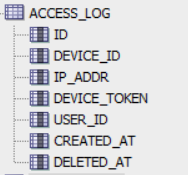 ACCESS_LOG
ID
DEVICE_ID
IP_ADDR
DEVICE_TOKEN
USER_ID
CREATED_AT
DELETED_AT